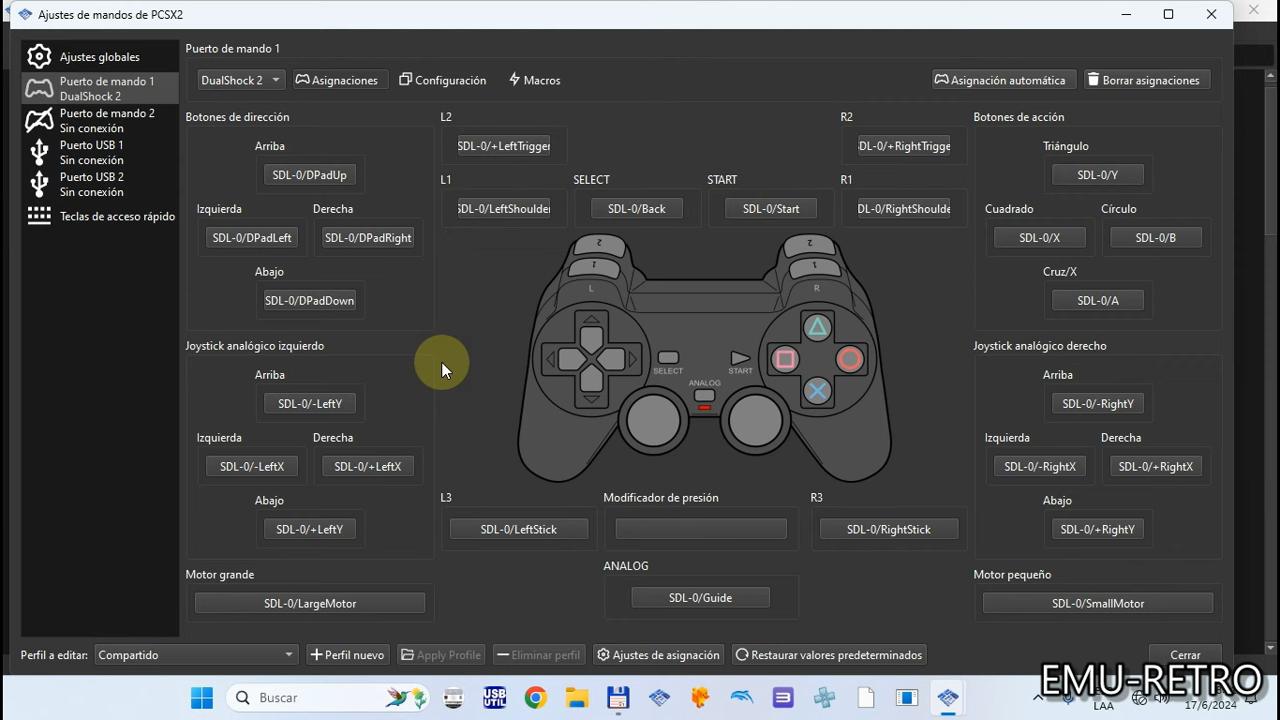 Ajustes de mandos de PCSX2
Ajustes globales
Puerto de mando 1
DualShock 2
Puerto de mando 2
Sin conexión
Puerto USB 1
Sin conexión
Puerto USB 2
Sin conexión
Teclas de acceso rápido
Puerto de mando 1
DualShock 2
Asignaciones
Configuración
Macros
Asignación automática
Borrar asignaciones
Botones de dirección
Arriba
SDL-0/DPadUp
Izquierda
Derecha
SDL-0/DPadLeft
SDL-0/DPadRight
Abajo
SDL-0/DPadDown
Joystick analógico izquierdo
Arriba
SDL-0/-LeftY
Izquierda
Derecha
SDL-0/-LeftX
SDL-0/+LeftX
Abajo
SDL-0/+LeftY
Motor grande
SDL-0/LargeMotor
L2
SDL-0/+LeftTrigger
R2
DL-0/+RightTrigge
L1
SELECT
START
R1
SDL-0/LeftShoulder
SDL-0/Back
SDL-0/Start
DL-0/RightShoulde
2
2
1
1
L
R
SELECT
START
ANALOG
L3
Modificador de presión
R3
SDL-0/LeftStick
SDL-0/RightStick
ANALOG
SDL-0/Guide
Botones de acción
Triángulo
SDL-0/Y
Cuadrado
Círculo
SDL-0/X
SDL-0/B
Cruz/X
SDL-0/A
Joystick analógico derecho
Arriba
SDL-0/-RightY
Izquierda
Derecha
SDL-0/-RightX
SDL-0/+RightX
Abajo
SDL-0/+RightY
Motor pequeño
SDL-0/SmallMotor
Perfil a editar:
Compartido
Perfil nuevo
Apply Profile
Eliminar perfil
Ajustes de asignación
Restaurar valores predeterminados
Cerrar
EMU-RETRO
Buscar
USB
UTIL
LAA
17/6/2024